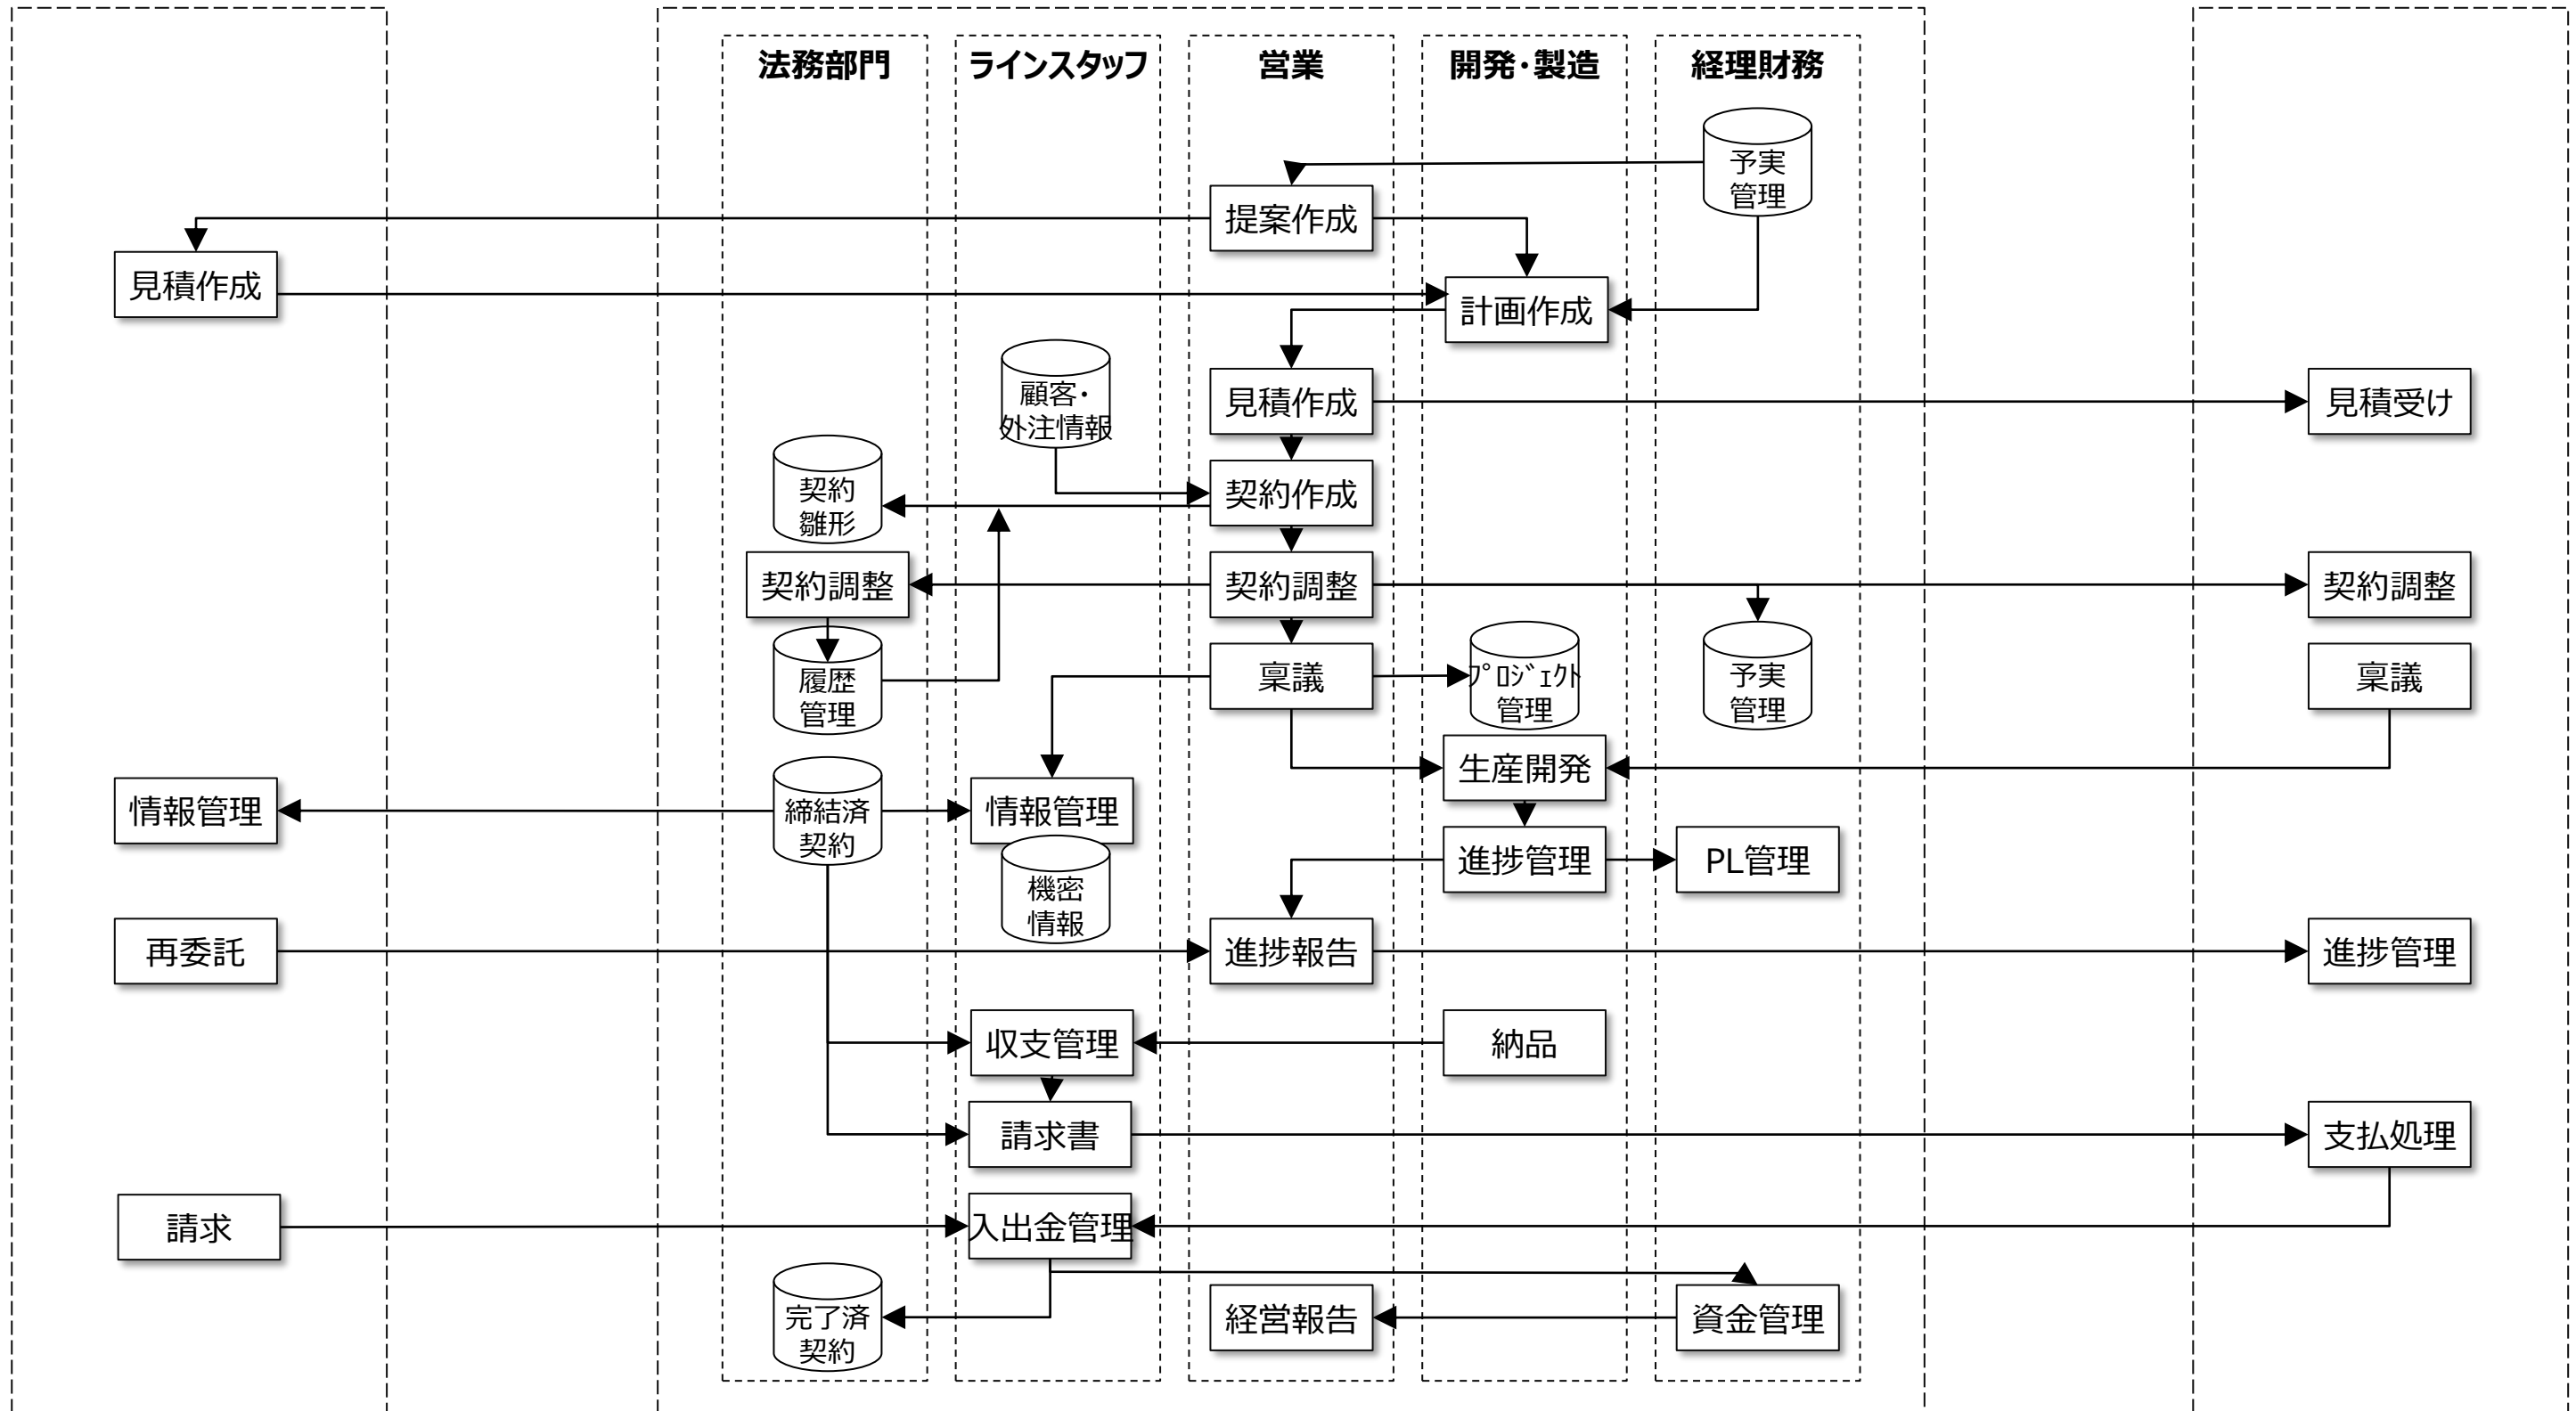 法務部門
ラインスタッフ
営業
開発・製造
経理財務
予実
管理
提案作成
見積作成
計画作成
顧客・
外注情報
見積作成
見積受け
契約
雛形
契約作成
契約調整
契約調整
契約調整
履歴
管理
稟議
ﾌﾟﾛｼﾞｪｸﾄ
管理
予実
管理
稟議
生産開発
情報管理
締結済
契約
情報管理
機密
情報
進捗管理
PL管理
再委託
進捗報告
進捗管理
収支管理
納品
請求書
支払処理
請求
入出金管理
完了済
契約
経営報告
資金管理